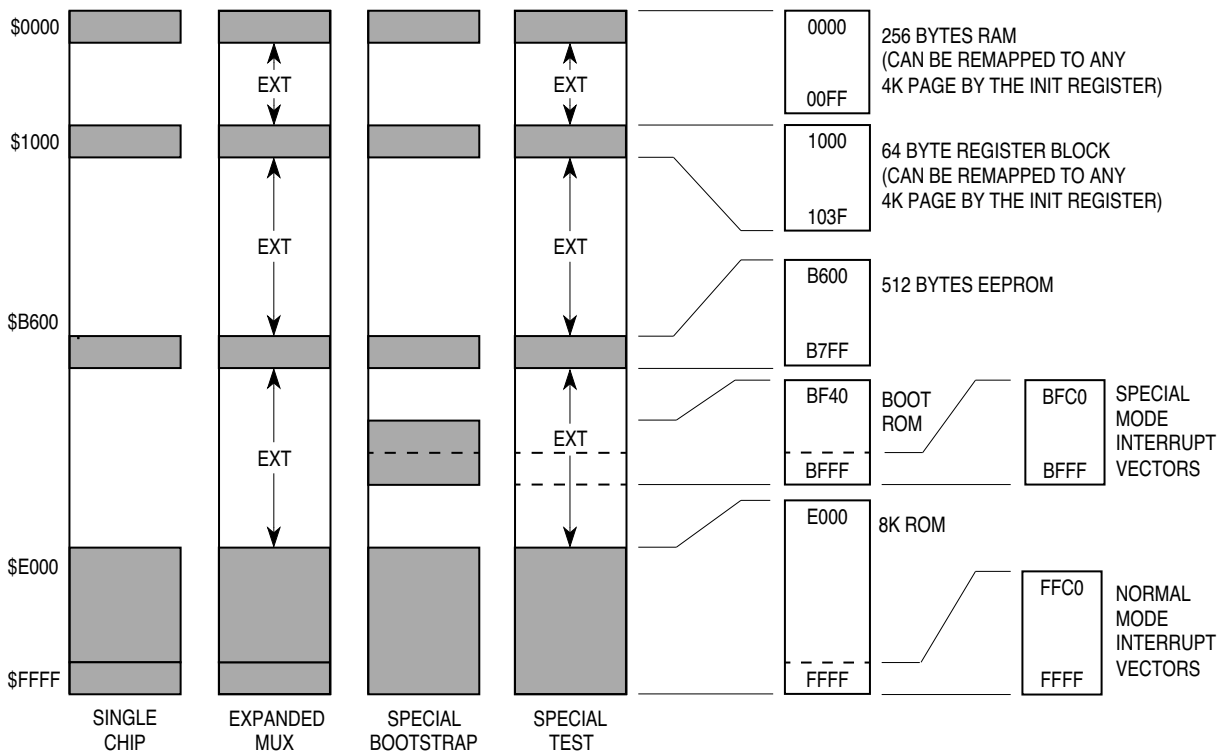 $0000
$1000
$B600
$E000
$FFFF
EXT
EXT
EXT
EXT
EXT
EXT
SINGLE
CHIP
EXPANDED
MUX
SPECIAL
BOOTSTRAP
SPECIAL
TEST
0000
00FF
256 BYTES RAM
(CAN BE REMAPPED TO ANY
4K PAGE BY THE INIT REGISTER)
1000
103F
64 BYTE REGISTER BLOCK
(CAN BE REMAPPED TO ANY
4K PAGE BY THE INIT REGISTER)
B600
B7FF
512 BYTES EEPROM
BF40
BFFF
BOOT
ROM
BFC0
BFFF
SPECIAL
MODE
INTERRUPT
VECTORS
E000
FFFF
8K ROM
FFC0
FFFF
NORMAL
MODE
INTERRUPT
VECTORS